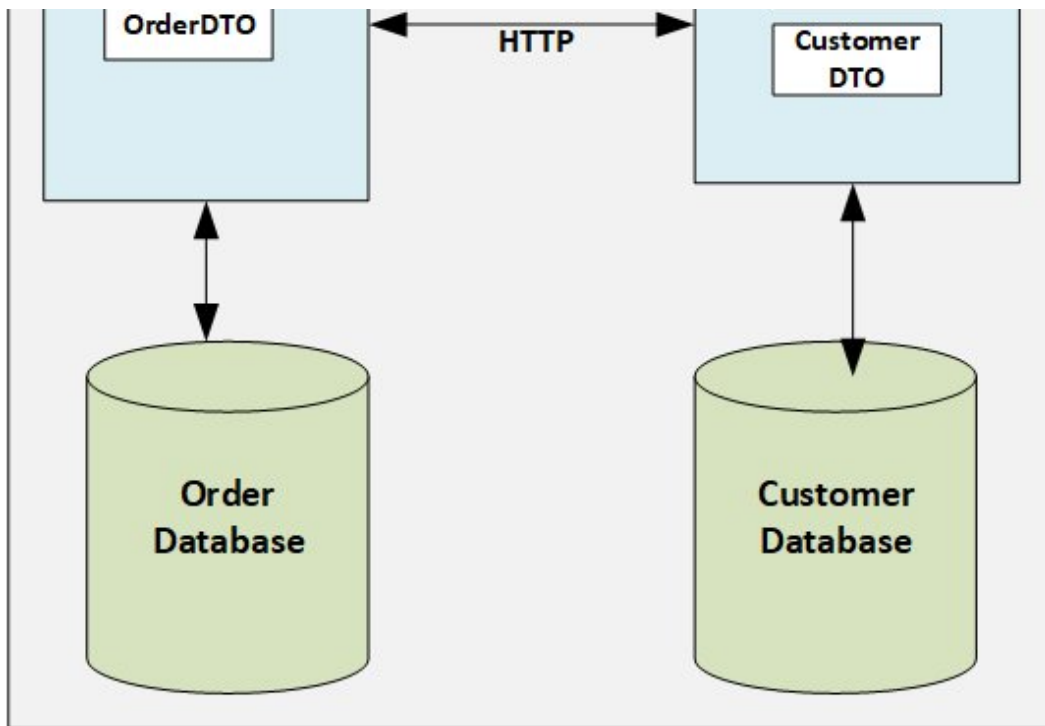 OrderDTO
HTTP
Customer
DTO
Order
Database
Customer
Database